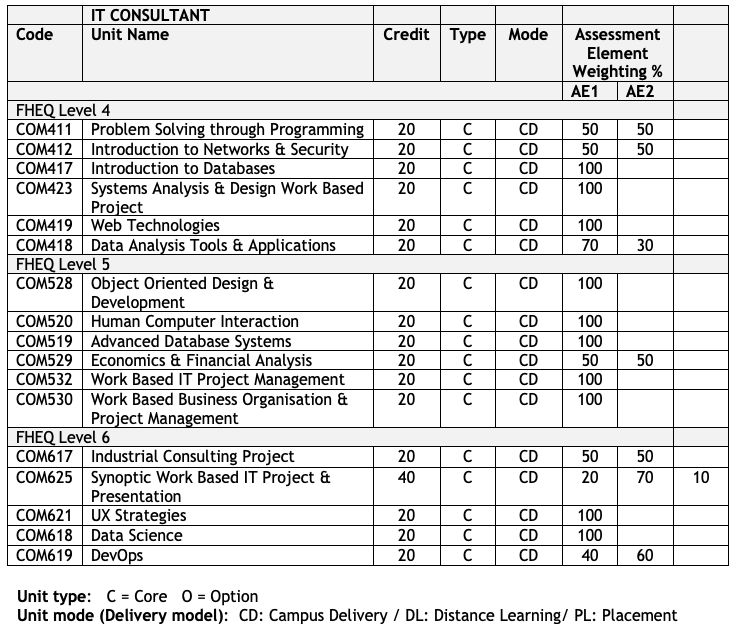 IT CONSULTANT
Code Unit Name Credit Type Mode Assessment
Element
Weighting %
AE1 AE2
FHEQ Level 4
COM411 Problem Solving through Programming 20 C CD 50 50
COM412 Introduction to Networks & Security 20 C CD 50 50
COM417 Introduction to Databases 20 C CD 100
COM423 Systems Analysis & Design Work Based 20 C CD 100
Project
COM419 Web Technologies 20 C CD 100
COM418 Data Analysis Tools & Applications 20 C CD 70 30
FHEQ Level 5
COM528 Object Oriented Design & 20 C CD 100
Development
COM520 Human Computer Interaction 20 C CD 100
COM519 Advanced Database Systems 20 C CD 100
COM529 Economics & Financial Analysis 20 C CD 50 50
COM532 Work Based IT Project Management 20 C CD 100
COM530 Work Based Business Organisation & 20 C CD 100
Project Management
FHEQ Level 6
COM617 Industrial Consulting Project 20 C CD 50 50
COM625 Synoptic Work Based IT Project & 40 C CD 20 70 10
Presentation
COM621 UX Strategies 20 C CD 100
COM618 Data Science 20 C CD 100
COM619 DevOps 20 C CD 40 60
Unit type: C = Core O = Option
Unit mode (Delivery model): CD: Campus Delivery / DL: Distance Learning/ PL: Placement